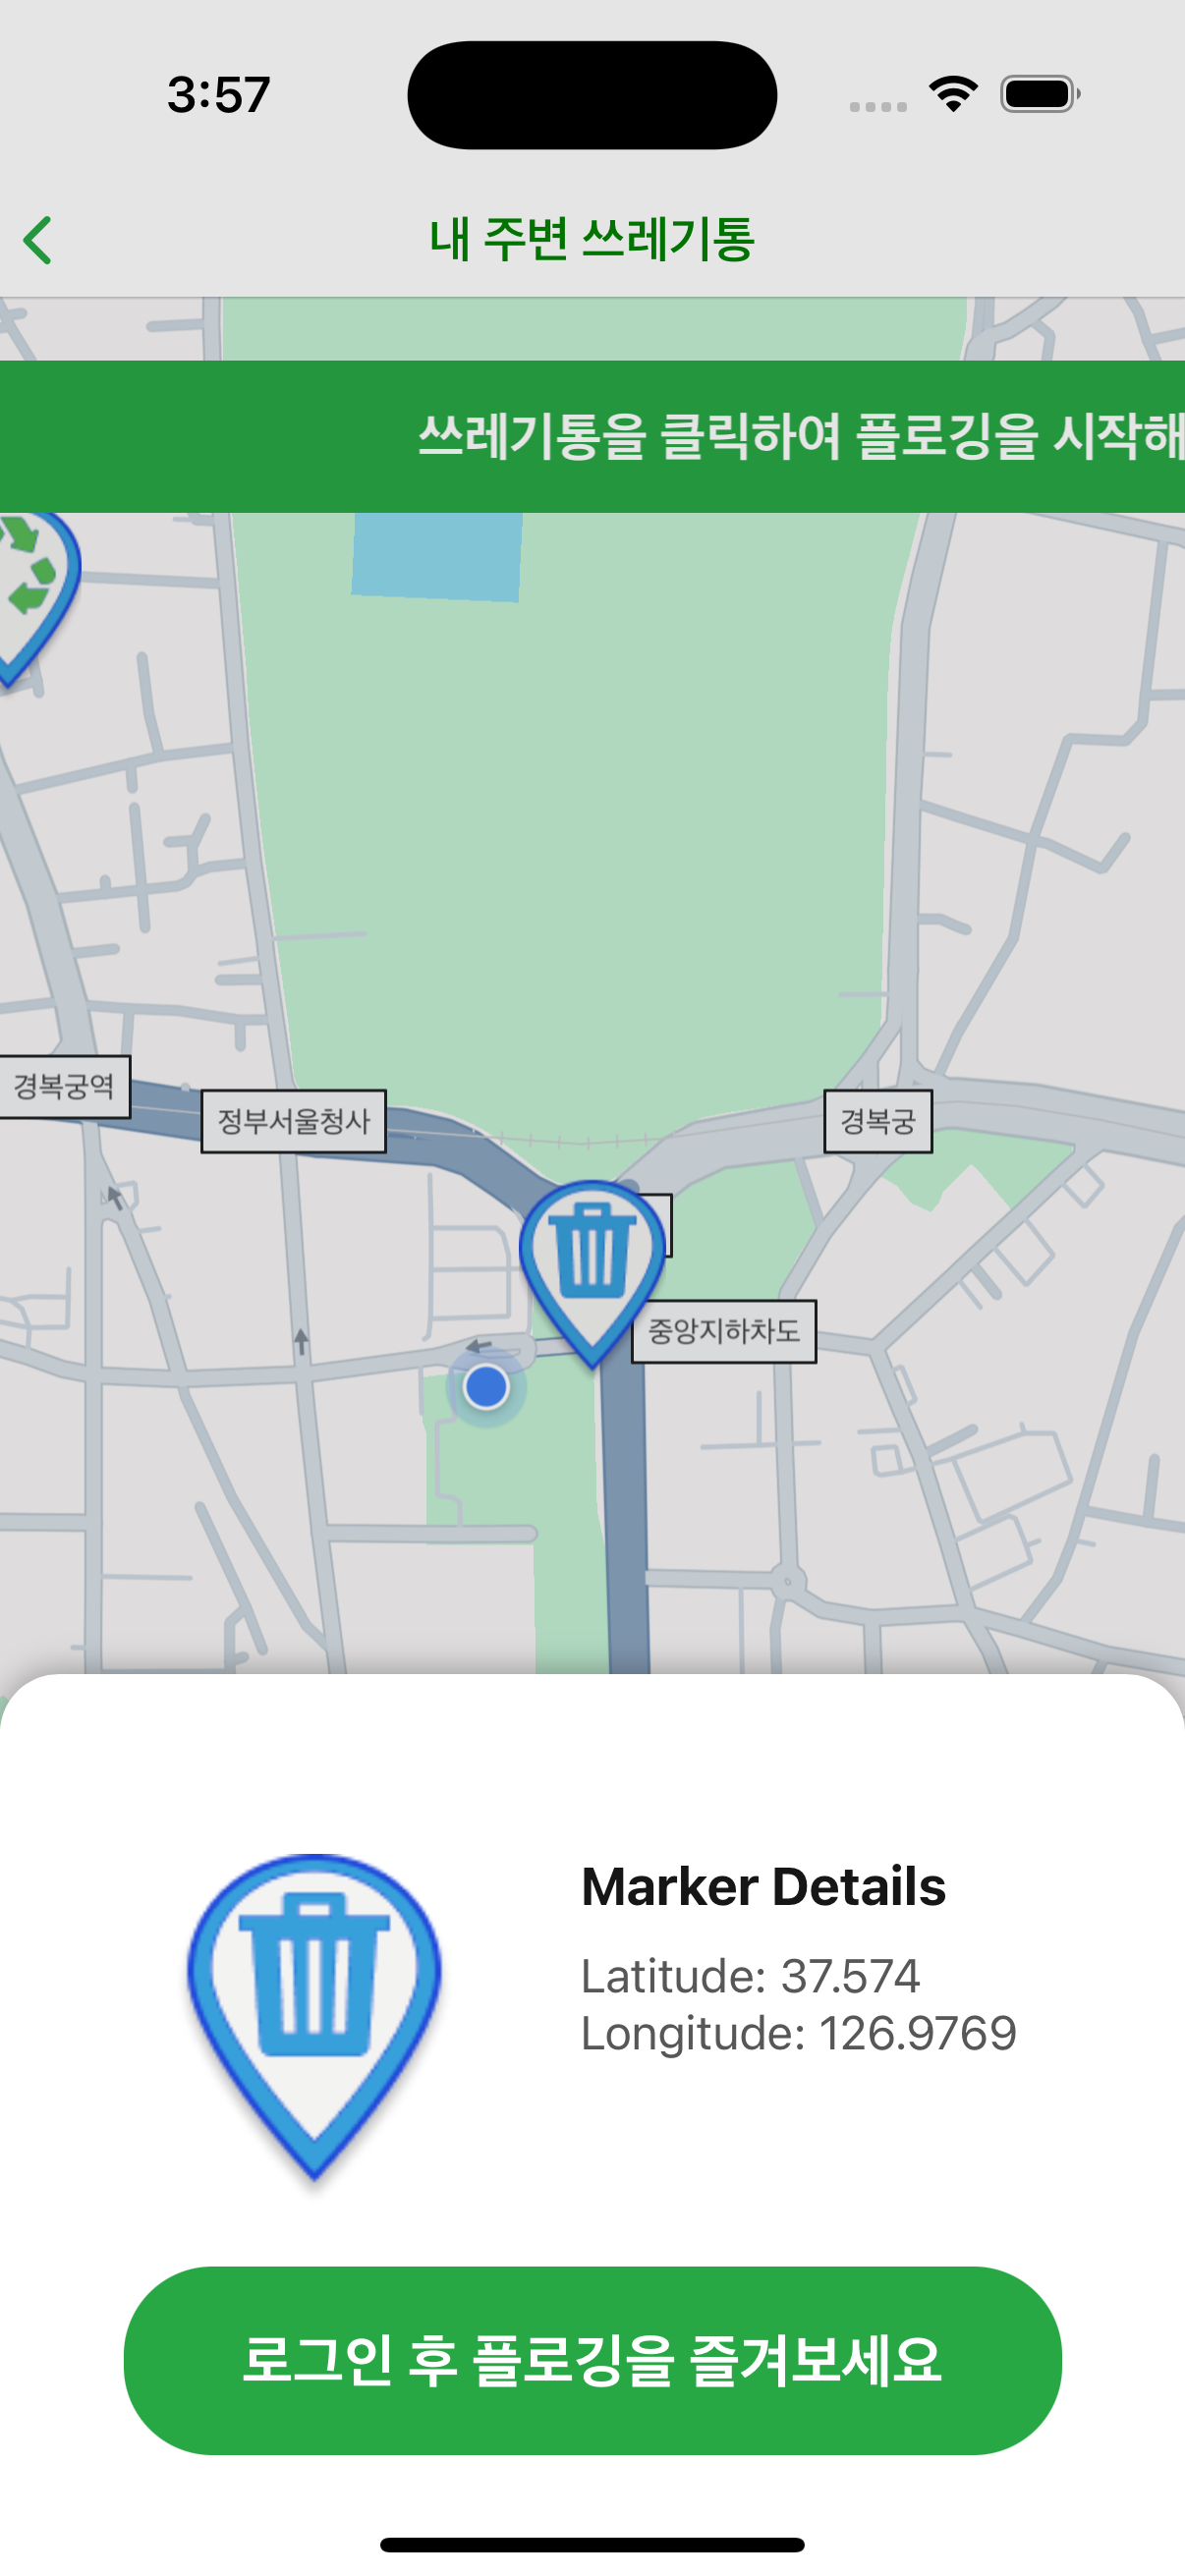 3:57
내 주변 쓰레기통
쓰레기통을 클릭하여 플로깅을 시작해
경복궁역
정부서울청사
경복궁
중앙지하차도
Marker Details
Latitude: 37.574
Longitude: 126.9769
로그인 후 플로깅을 즐겨보세요